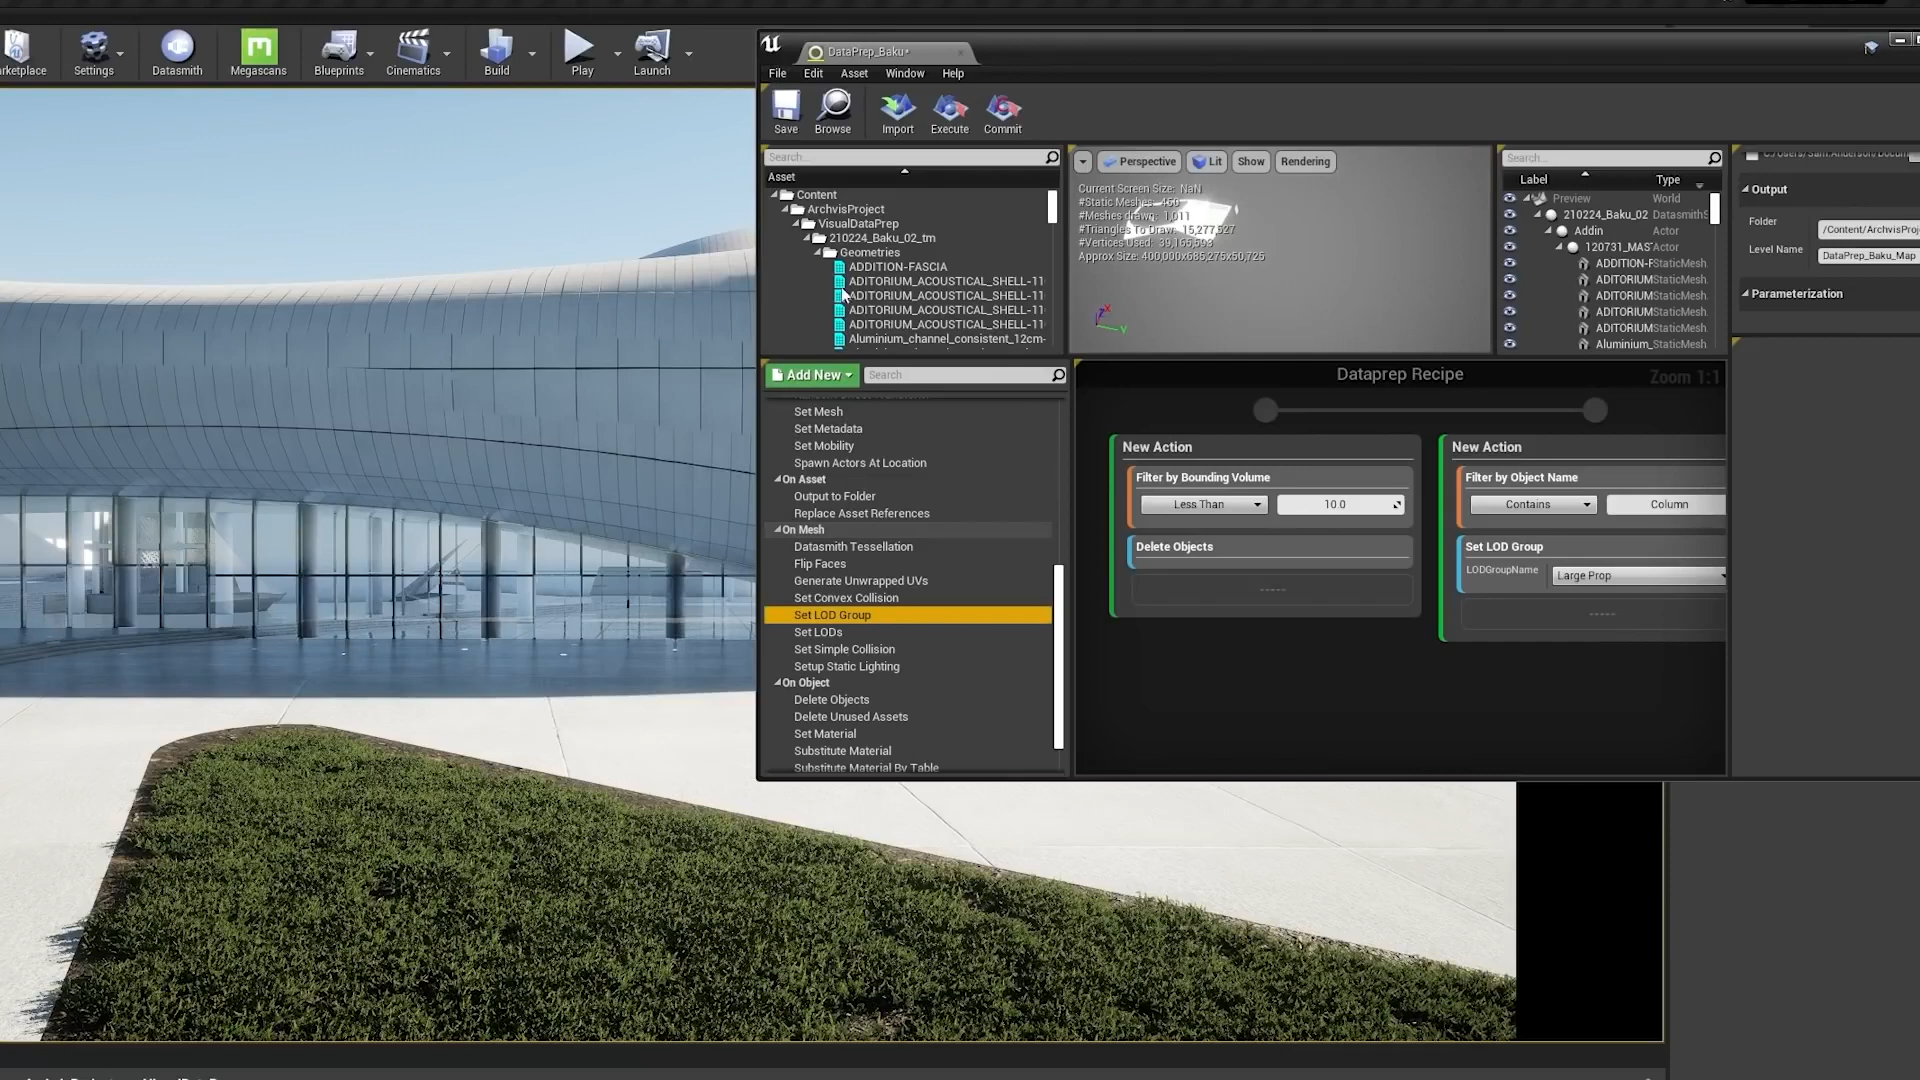 rketplace
Settings
Datasmith
Megascans
Blueprints
Cinematics
Build
Play
Launch
DataPrep_Baku*
File Edit Asset Window Help
Save
Browse
Import
Execute
Commit
Search...
Asset
Content
ArchvisProject
VisualDataPrep
210224_Baku_02_tm
Geometries
ADDITION-FASCIA
ADITORIUM_ACOUSTICAL_SHELL-11
ADITORIUM_ACOUSTICAL_SHELL-11
ADITORIUM_ACOUSTICAL_SHELL-11
ADITORIUM_ACOUSTICAL_SHELL-11
Aluminium_channel_consistent_12cm-
Perspective Lit Show Rendering
Current Screen Size: NaN
#Static Meshes: 450
#Meshes drawn: 1,011
#Triangles To Draw: 15,277,527
#Vertices Used: 39,165,593
Approx Size: 400,000x685,275x50,725
Search...
Label Type
Preview World
210224_Baku_02 DatasmithS
Addin Actor
120731_MAS Actor
ADDITION-F StaticMesh
ADITORIUM StaticMesh
ADITORIUM StaticMesh
ADITORIUM StaticMesh
ADITORIUM StaticMesh
Aluminium_ StaticMesh
Output
Folder /Content/ArchvisProj
Level Name DataPrep_Baku_Map
Parameterization
Add New
Search
Set Mesh
Set Metadata
Set Mobility
Spawn Actors At Location
On Asset
Output to Folder
Replace Asset References
On Mesh
Datasmith Tessellation
Flip Faces
Generate Unwrapped UVs
Set Convex Collision
Set LOD Group
Set LODs
Set Simple Collision
Setup Static Lighting
On Object
Delete Objects
Delete Unused Assets
Set Material
Substitute Material
Substitute Material By Table
Dataprep Recipe
Zoom 1:1
New Action
Filter by Bounding Volume
Less Than 10.0
Delete Objects
New Action
Filter by Object Name
Contains Column
Set LOD Group
LODGroupName Large Prop